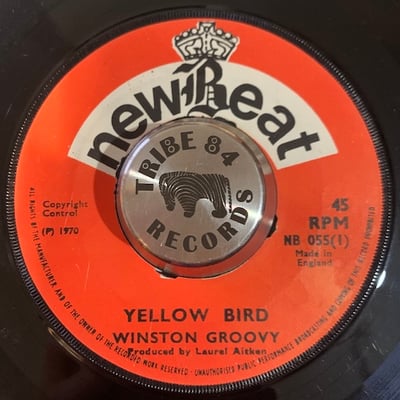 newBeat
TRIBE 84
RECORDS
Copyright
Control
(P) 1970
45
RPM
NB 055(1)
Made in
England
YELLOW BIRD
WINSTON GROOVY
Produced by Laurel Aitken
ALL RIGHTS OF THE MANUFACTURER AND OF THE OWNER OF THE RECORDED WORK RESERVED - UNAUTHORISED PUBLIC PERFORMANCE BROADCASTING AND COPYING OF THIS RECORD PROHIBITED